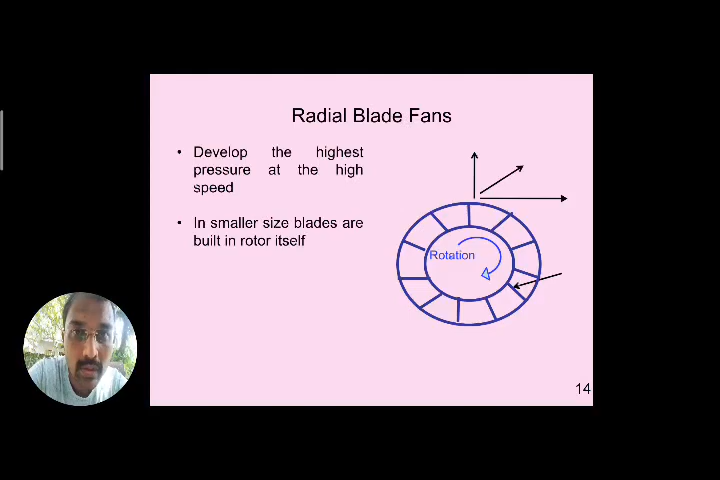 Radial Blade Fans
• Develop the highest
pressure at the high
speed
• In smaller size blades are
built in rotor itself
Rotation
14